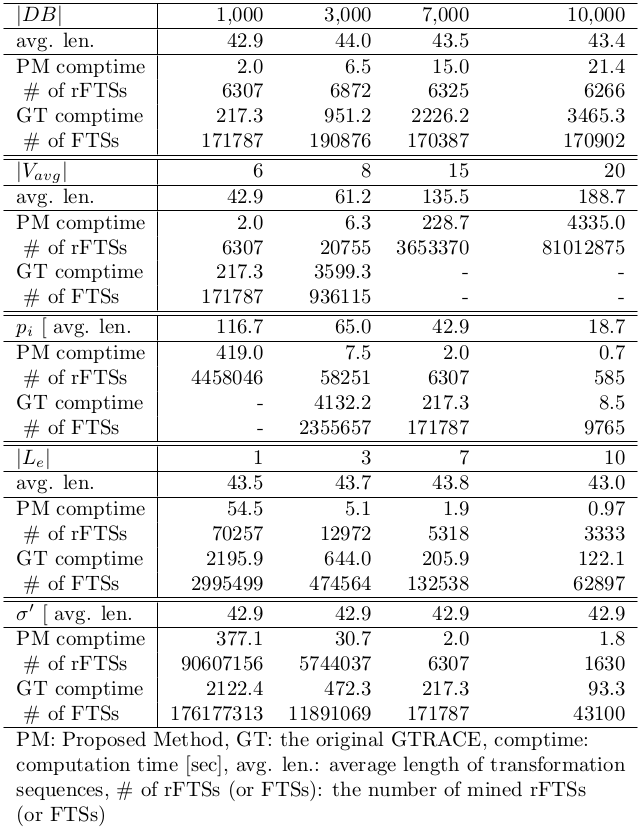 |DB| 1,000 3,000 7,000 10,000
avg. len. 42.9 44.0 43.5 43.4
PM comptime 2.0 6.5 15.0 21.4
# of rFTSs 6307 6872 6325 6266
GT comptime 217.3 951.2 2226.2 3465.3
# of FTSs 171787 190876 170387 170902
|V_avg| 6 8 15 20
avg. len. 42.9 61.2 135.5 188.7
PM comptime 2.0 6.3 228.7 4335.0
# of rFTSs 6307 20755 3653370 81012875
GT comptime 217.3 3599.3 - -
# of FTSs 171787 936115 - -
p_i [ avg. len. 116.7 65.0 42.9 18.7
PM comptime 419.0 7.5 2.0 0.7
# of rFTSs 4458046 58251 6307 585
GT comptime - 4132.2 217.3 8.5
# of FTSs - 2355657 171787 9765
|L_e| 1 3 7 10
avg. len. 43.5 43.7 43.8 43.0
PM comptime 54.5 5.1 1.9 0.97
# of rFTSs 70257 12972 5318 3333
GT comptime 2195.9 644.0 205.9 122.1
# of FTSs 2995499 474564 132538 62897
σ′ [ avg. len. 42.9 42.9 42.9 42.9
PM comptime 377.1 30.7 2.0 1.8
# of rFTSs 90607156 5744037 6307 1630
GT comptime 2122.4 472.3 217.3 93.3
# of FTSs 176177313 11891069 171787 43100
PM: Proposed Method, GT: the original GTRACE, comptime:
computation time [sec], avg. len.: average length of transformation
sequences, # of rFTSs (or FTSs): the number of mined rFTSs
(or FTSs)